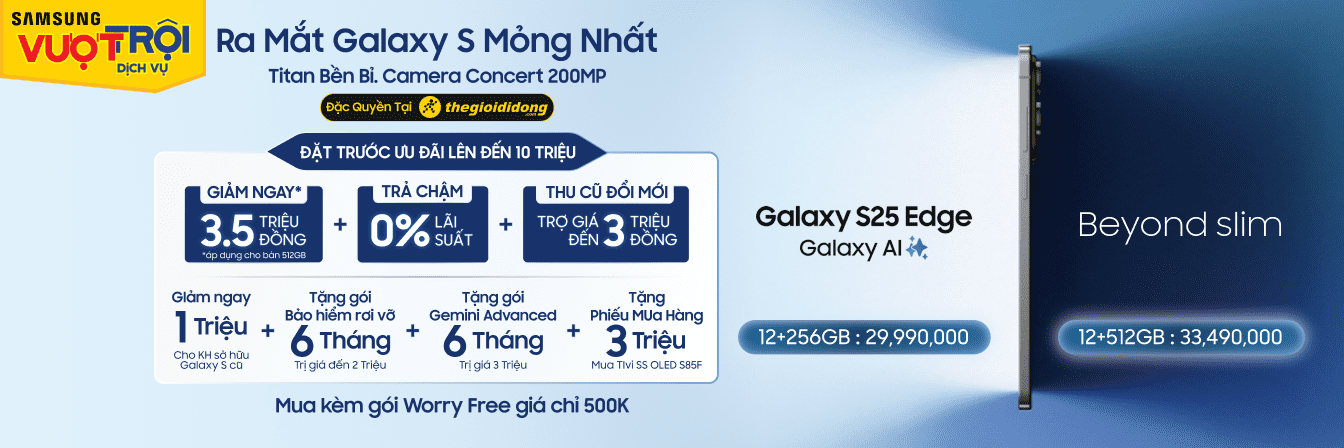 SAMSUNG
VƯỢT TRỘI
DỊCH VỤ
Ra Mắt Galaxy S Mỏng Nhất
Titan Bền Bỉ. Camera Concert 200MP
Đặc Quyền Tại thegioididong.com
ĐẶT TRƯỚC ƯU ĐÃI LÊN ĐẾN 10 TRIỆU
GIẢM NGAY*
3.5 TRIỆU ĐỒNG
*áp dụng cho bản 512GB
+
TRẢ CHẬM
0% LÃI SUẤT
+
THU CŨ ĐỔI MỚI
TRỢ GIÁ ĐẾN 3 TRIỆU ĐỒNG
Giảm ngay
1 Triệu
Cho KH sở hữu
Galaxy S cũ
+
Tặng gói
Bảo hiểm rơi vỡ
6 Tháng
Trị giá đến 2 Triệu
+
Tặng gói
Gemini Advanced
6 Tháng
Trị giá 3 Triệu
+
Tặng
Phiếu MUa Hàng
3 Triệu
Mua TIvi SS OLED S85F
Mua kèm gói Worry Free giá chỉ 500K
Galaxy S25 Edge
Galaxy AI
12+256GB : 29,990,000
Beyond slim
12+512GB : 33,490,000